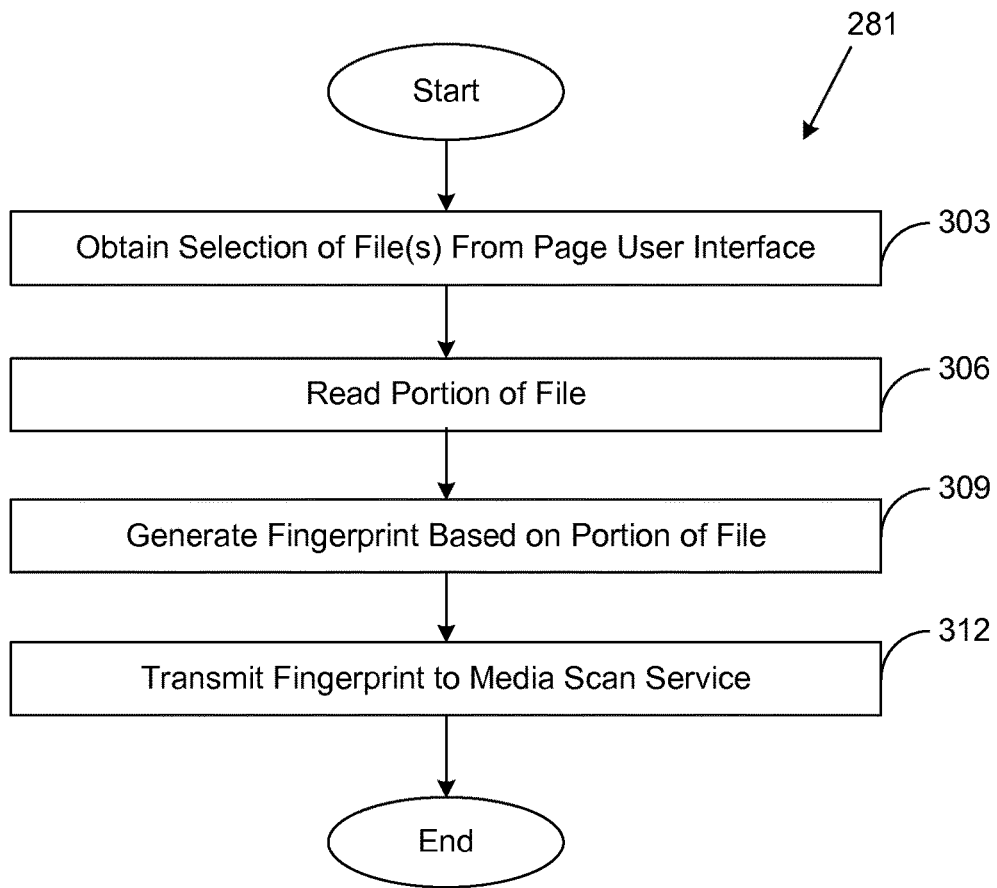 281
Start
Obtain Selection of File(s) From Page User Interface
303
Read Portion of File
306
Generate Fingerprint Based on Portion of File
309
Transmit Fingerprint to Media Scan Service
312
End